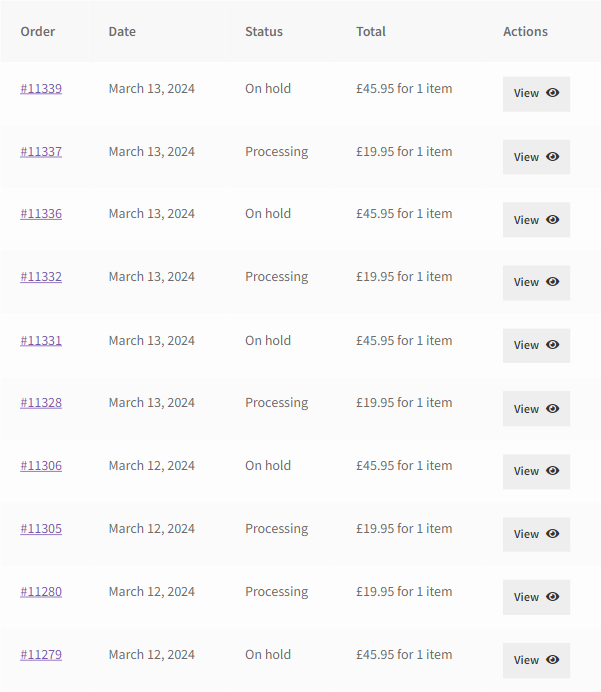 Order Date Status Total Actions
#11339 March 13, 2024 On hold £45.95 for 1 item View
#11337 March 13, 2024 Processing £19.95 for 1 item View
#11336 March 13, 2024 On hold £45.95 for 1 item View
#11332 March 13, 2024 Processing £19.95 for 1 item View
#11331 March 13, 2024 On hold £45.95 for 1 item View
#11328 March 13, 2024 Processing £19.95 for 1 item View
#11306 March 12, 2024 On hold £45.95 for 1 item View
#11305 March 12, 2024 Processing £19.95 for 1 item View
#11280 March 12, 2024 Processing £19.95 for 1 item View
#11279 March 12, 2024 On hold £45.95 for 1 item View